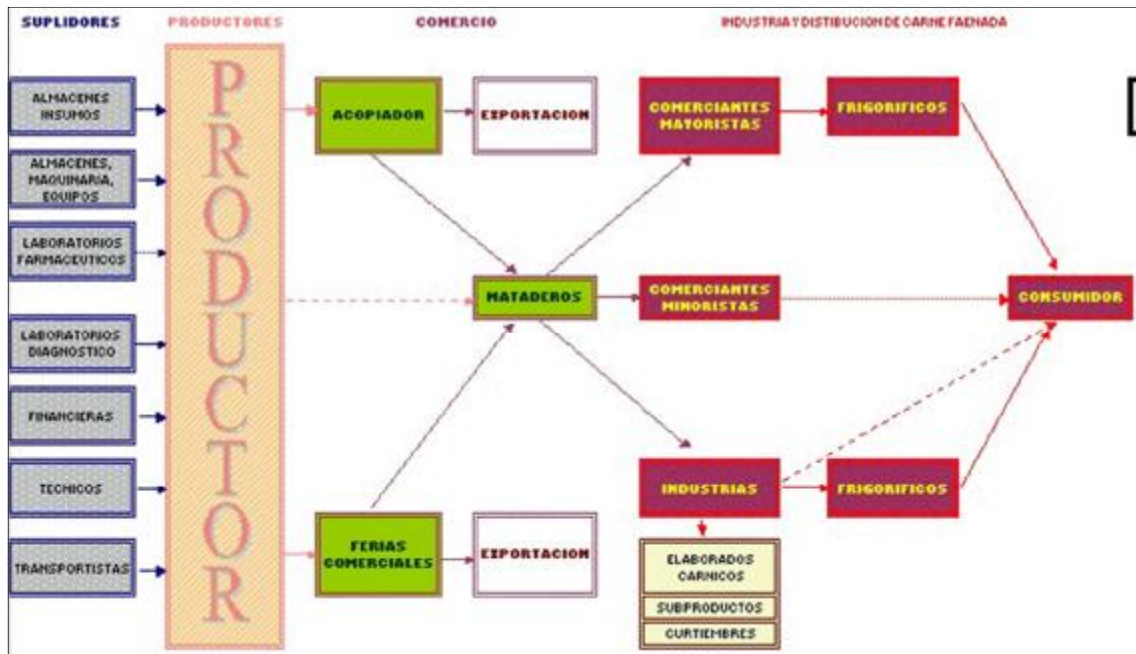 SUPLIDORES
PRODUCTORES
COMERCIO
INDUSTRIA Y DISTIBUCION DE CARNE FAENADA
ALMACENES
INSUMOS
ALMACENES,
MAQUINARIA,
EQUIPOS
LABORATORIOS
FARMACEUTICOS
LABORATORIOS
DIAGNOSTICO
FINANCIERAS
TECNICOS
TRANSPORTISTAS
PRODUCTOR
ACOPIADOR
EXPORTACION
MATADEROS
FERIAS
COMERCIALES
EXPORTACION
COMERCIANTES
MAYORISTAS
FRIGORIFICOS
COMERCIANTES
MINORISTAS
CONSUMIDOR
INDUSTRIAS
FRIGORIFICOS
ELABORADOS
CARNICOS
SUBPRODUCTOS
CURTIEMBRES